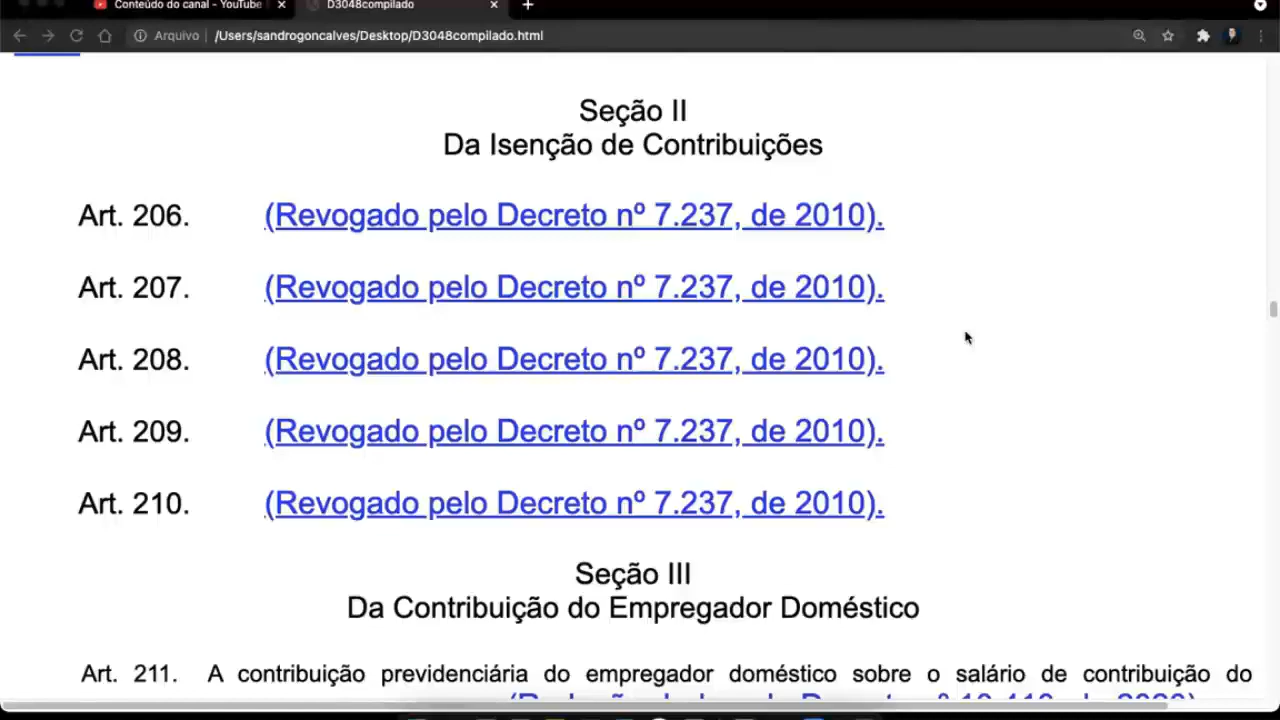 Conteúdo do canal - YouTube
D3048compilado
Arquivo /Users/sandrogoncalves/Desktop/D3048compilado.html
Seção II
Da Isenção de Contribuições
Art. 206. (Revogado pelo Decreto nº 7.237, de 2010).
Art. 207. (Revogado pelo Decreto nº 7.237, de 2010).
Art. 208. (Revogado pelo Decreto nº 7.237, de 2010).
Art. 209. (Revogado pelo Decreto nº 7.237, de 2010).
Art. 210. (Revogado pelo Decreto nº 7.237, de 2010).
Seção III
Da Contribuição do Empregador Doméstico
Art. 211. A contribuição previdenciária do empregador doméstico sobre o salário de contribuição do